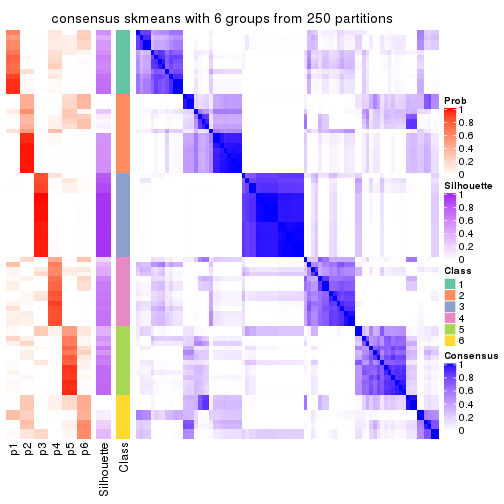 consensus skmeans with 6 groups from 250 partitions
Prob
1
0.8
0.6
0.4
0.2
0
Silhouette
1
0.8
0.6
0.4
0.2
0
Class
1
2
3
4
5
6
Consensus
1
0.8
0.6
0.4
0.2
0
p1
p2
p3
p4
p5
p6
Silhouette
Class